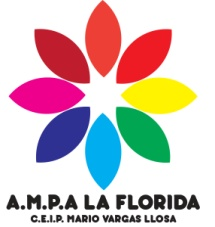 A.M.P.A LA FLORIDA
C.E.I.P. MARIO VARGAS LLOSA